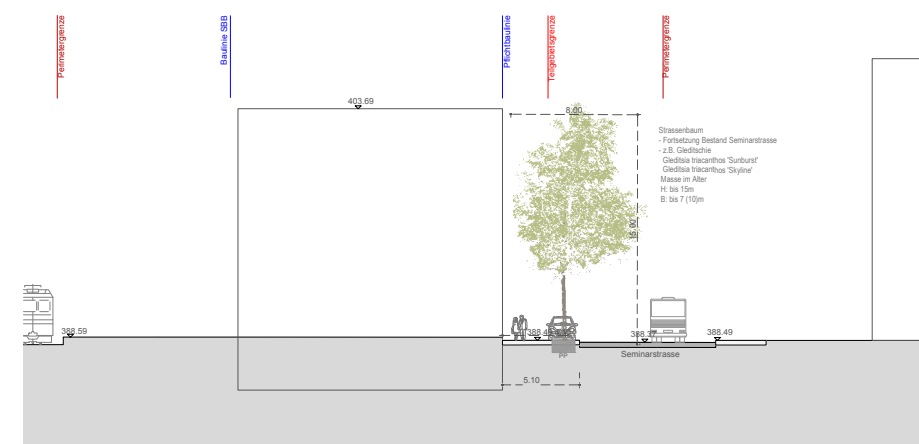 Perimetergrenze
Baulinie SBB
Pflichtbaulinie
Teilgebietsgrenze
Perimetergrenze
403.69
8.00
Strassenbaum
- Fortsetzung Bestand Seminarstrasse
- z.B. Gleditschie
Gleditsia triacanthos 'Sunburst'
Gleditsia triacanthos 'Skyline'
Masse im Alter
H: bis 15m
B: bis 7 (10)m
15.00
388.59
388.37
388.49
PP
Seminarstrasse
5.10